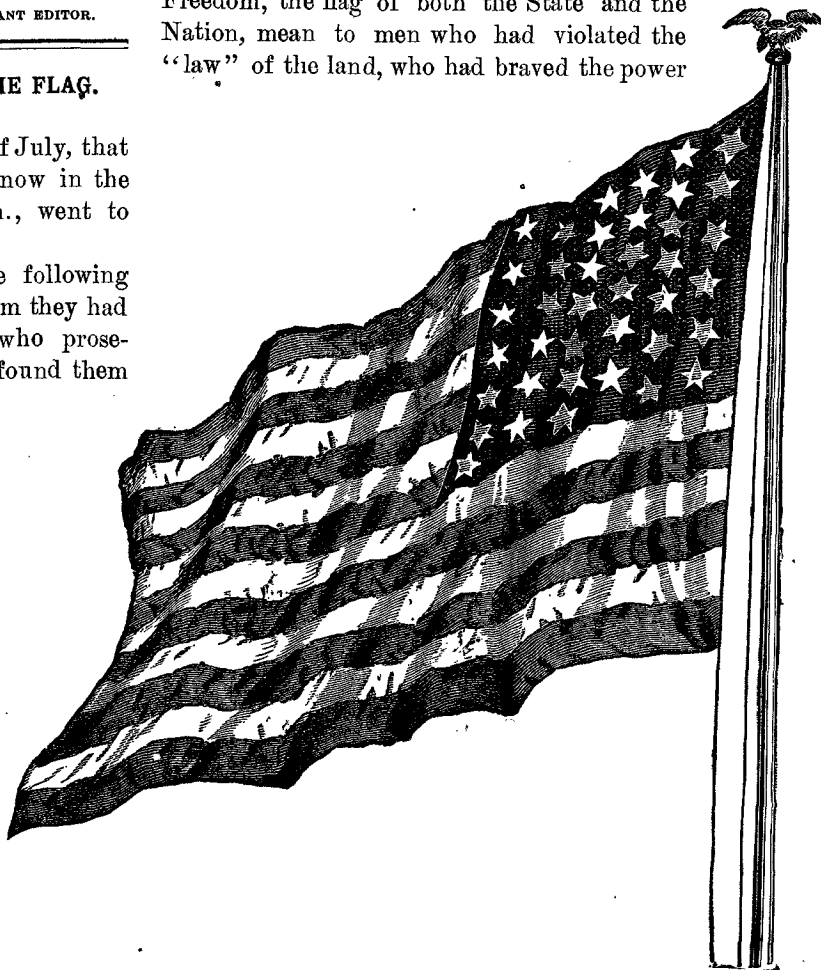 ANT EDITOR.
HE FLAG.
f July, that
now in the
., went to
e following
m they had
who prose-
found them
Freedom, the flag of both the State and the
Nation, mean to men who had violated the
“law” of the land, who had braved the power